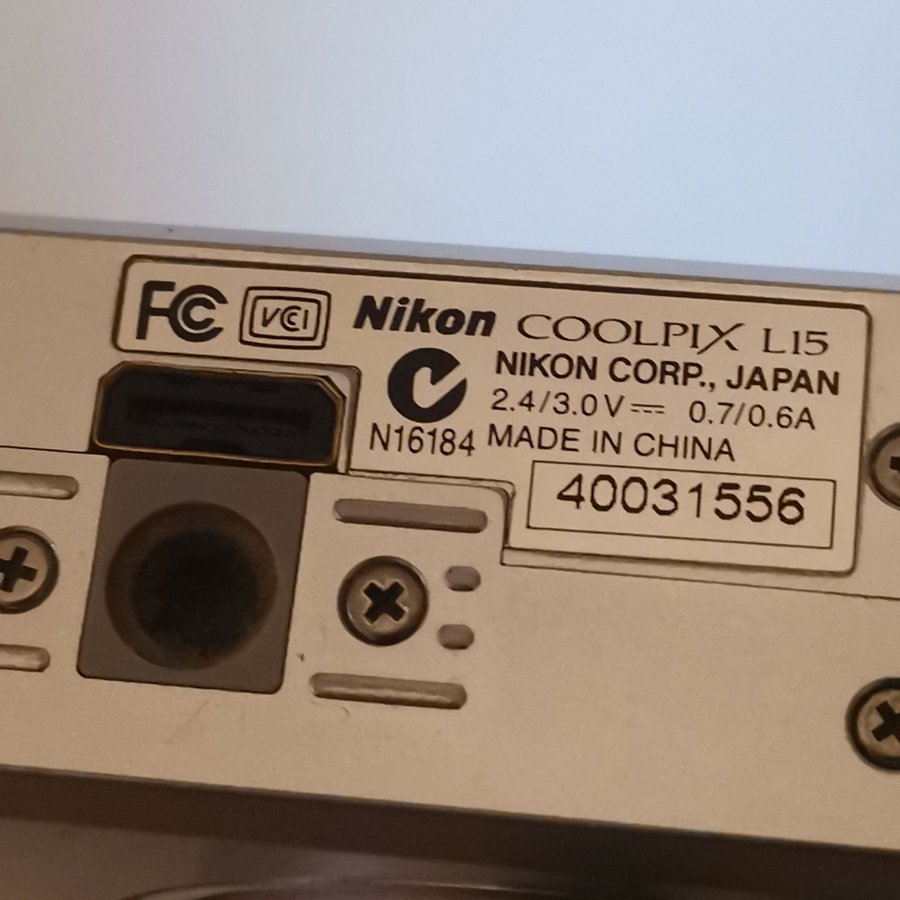 FC VCCI Nikon COOLPIX L15
NIKON CORP., JAPAN
2.4/3.0V⎓ 0.7/0.6A
N16184 MADE IN CHINA
40031556